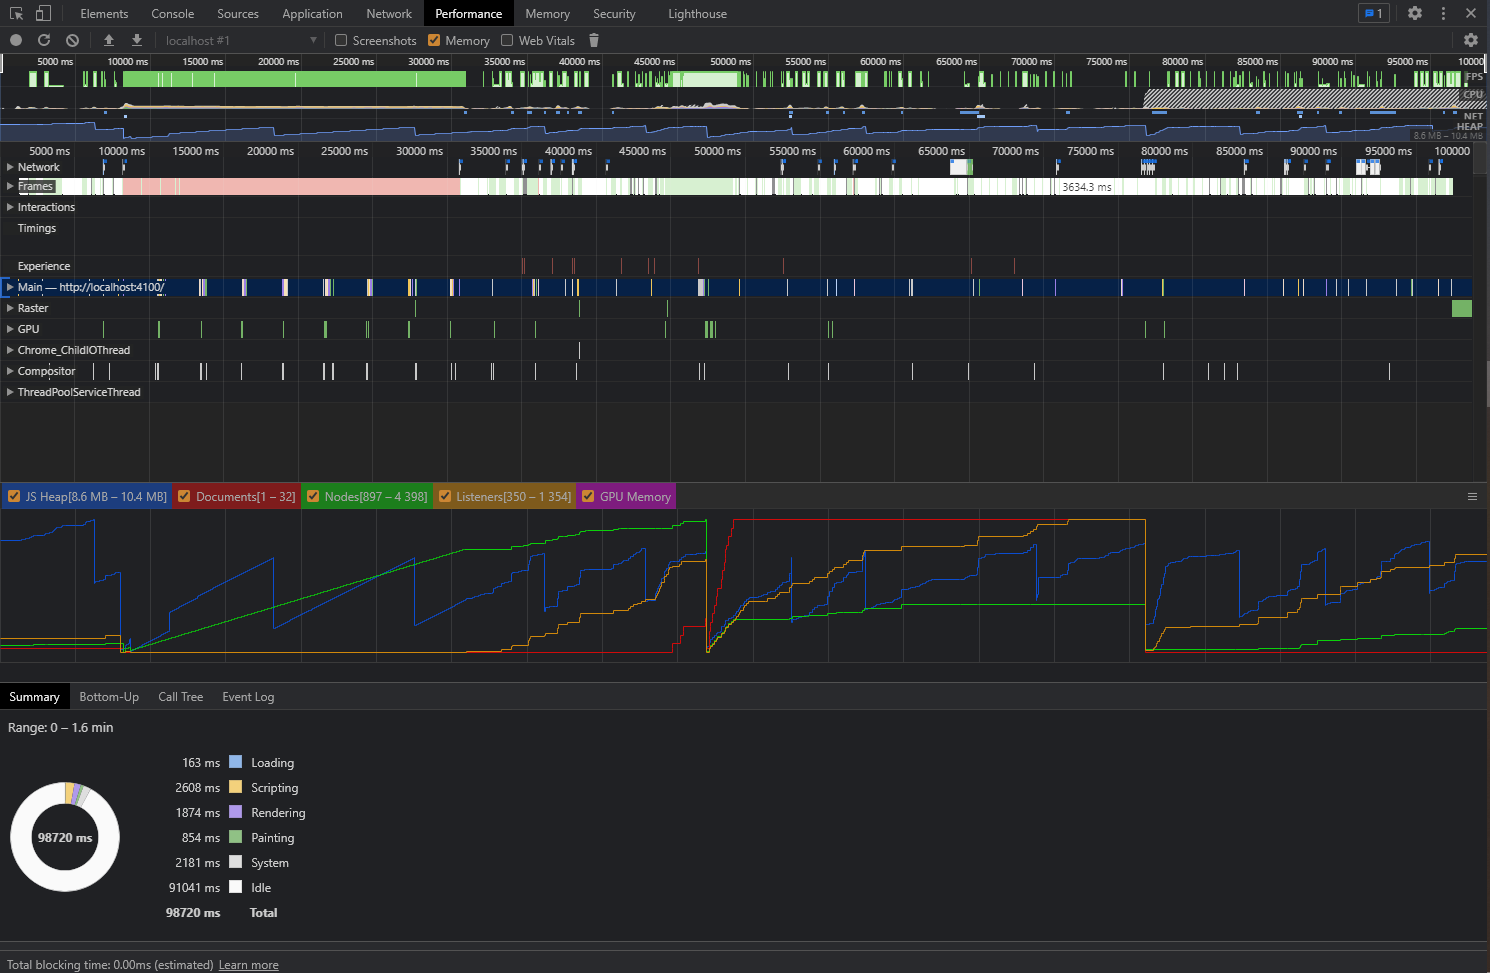 Elements Console Sources Application Network Performance Memory Security Lighthouse 1
localhost #1 Screenshots Memory Web Vitals
5000 ms 10000 ms 15000 ms 20000 ms 25000 ms 30000 ms 35000 ms 40000 ms 45000 ms 50000 ms 55000 ms 60000 ms 65000 ms 70000 ms 75000 ms 80000 ms 85000 ms 90000 ms 95000 ms 10000
FPS
CPU
NET
HEAP
8.6 MB – 10.4 MB
5000 ms 10000 ms 15000 ms 20000 ms 25000 ms 30000 ms 35000 ms 40000 ms 45000 ms 50000 ms 55000 ms 60000 ms 65000 ms 70000 ms 75000 ms 80000 ms 85000 ms 90000 ms 95000 ms 100000
Network
Frames 3634.3 ms
Interactions
Timings
Experience
Main — http://localhost:4100/
Raster
GPU
Chrome_ChildIOThread
Compositor
ThreadPoolServiceThread
JS Heap[8.6 MB – 10.4 MB] Documents[1 – 32] Nodes[897 – 4 398] Listeners[350 – 1 354] GPU Memory
Summary Bottom-Up Call Tree Event Log
Range: 0 – 1.6 min
163 ms Loading
2608 ms Scripting
1874 ms Rendering
98720 ms
854 ms Painting
2181 ms System
91041 ms Idle
98720 ms Total
Total blocking time: 0.00ms (estimated) Learn more